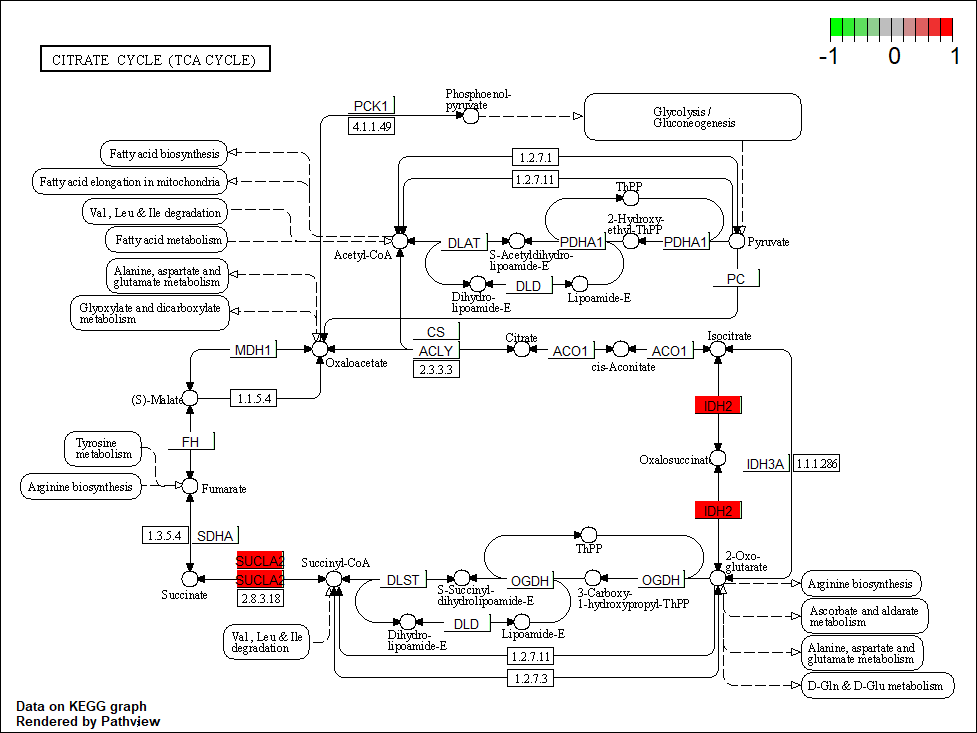 -1 0 1
CITRATE CYCLE (TCA CYCLE)
Phosphoenol-
pyruvate
PCK1
4.1.1.49
Glycolysis /
Gluconeogenesis
Fatty acid biosynthesis
Fatty acid elongation in mitochondria
Val, Leu & Ile degradation
Fatty acid metabolism
Alanine, aspartate and
glutamate metabolism
Glyoxylate and dicarboxylate
metabolism
1.2.7.1
1.2.7.11
ThPP
2-Hydroxy-
ethyl-ThPP
Acetyl-CoA
DLAT
S-Acetyldihydro-
lipoamide-E
PDHA1
PDHA1
Pyruvate
Dihydro-
lipoamide-E
DLD
Lipoamide-E
PC
MDH1
Oxaloacetate
CS
ACLY
2.3.3.3
Citrate
ACO1
cis-Aconitate
ACO1
Isocitrate
(S)-Malate
1.1.5.4
IDH2
FH
Tyrosine
metabolism
Arginine biosynthesis
Fumarate
Oxalosuccinate
IDH3A
1.1.1.286
IDH2
1.3.5.4
SDHA
Succinate
SUCLA2
SUCLA2
2.8.3.18
Succinyl-CoA
DLST
S-Succinyl-
dihydrolipoamide-E
OGDH
ThPP
3-Carboxy-
1-hydroxypropyl-ThPP
OGDH
2-Oxo-
glutarate
Dihydro-
lipoamide-E
DLD
Lipoamide-E
Val, Leu & Ile
degradation
1.2.7.11
1.2.7.3
Arginine biosynthesis
Ascorbate and aldarate
metabolism
Alanine, aspartate and
glutamate metabolism
D-Gln & D-Glu metabolism
Data on KEGG graph
Rendered by Pathview